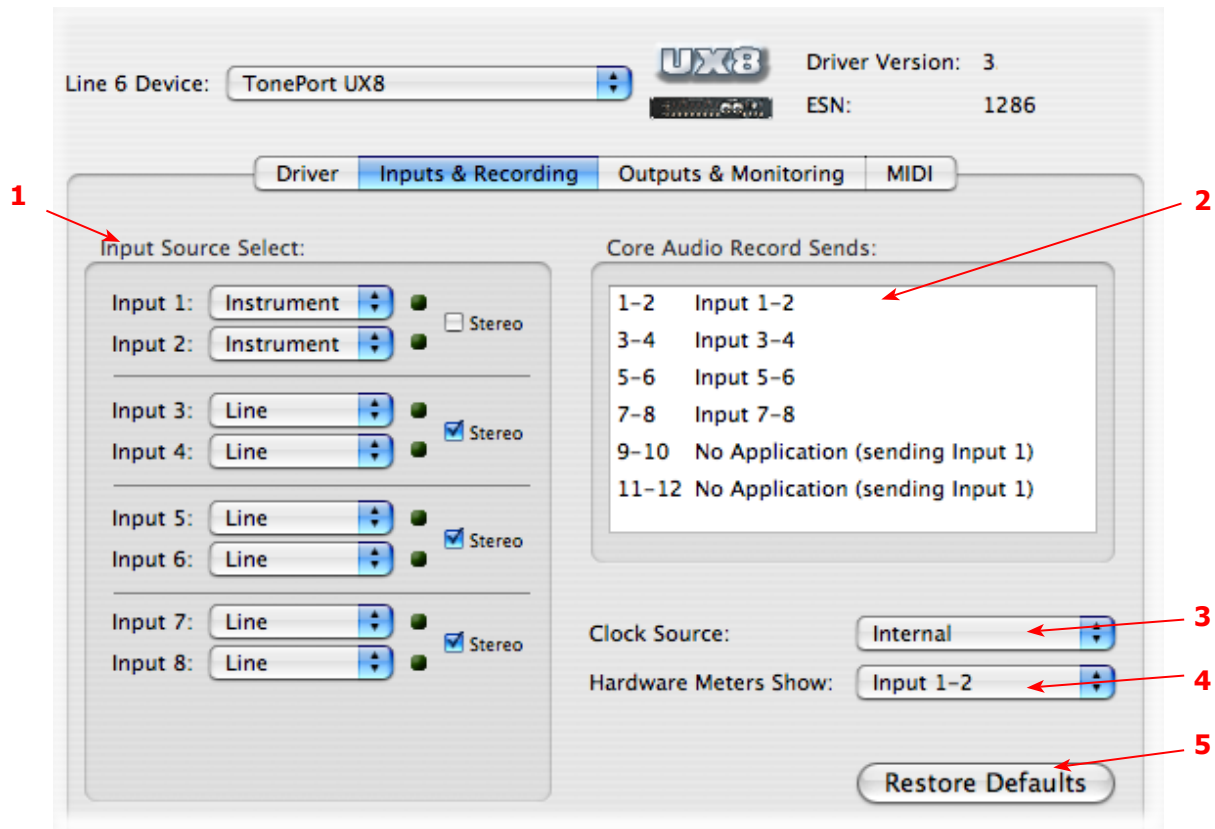 UX8
Driver Version: 3
Line 6 Device: TonePort UX8
ESN: 1286
Driver Inputs & Recording Outputs & Monitoring MIDI
1
2
Input Source Select:
Input 1: Instrument
Input 2: Instrument
Stereo
Input 3: Line
Input 4: Line
Stereo
Input 5: Line
Input 6: Line
Stereo
Input 7: Line
Input 8: Line
Stereo
Core Audio Record Sends:
1-2 Input 1-2
3-4 Input 3-4
5-6 Input 5-6
7-8 Input 7-8
9-10 No Application (sending Input 1)
11-12 No Application (sending Input 1)
Clock Source: Internal
3
Hardware Meters Show: Input 1-2
4
5
Restore Defaults